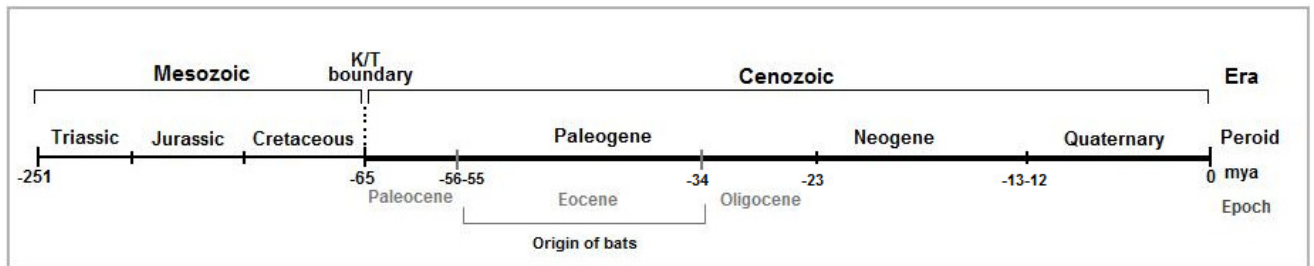 Mesozoic K/T boundary Cenozoic Era
Triassic Jurassic Cretaceous Paleogene Neogene Quaternary Peroid
-251 -65 -56-55 -34 -23 -13-12 0 mya
Paleocene Eocene Oligocene Epoch
Origin of bats